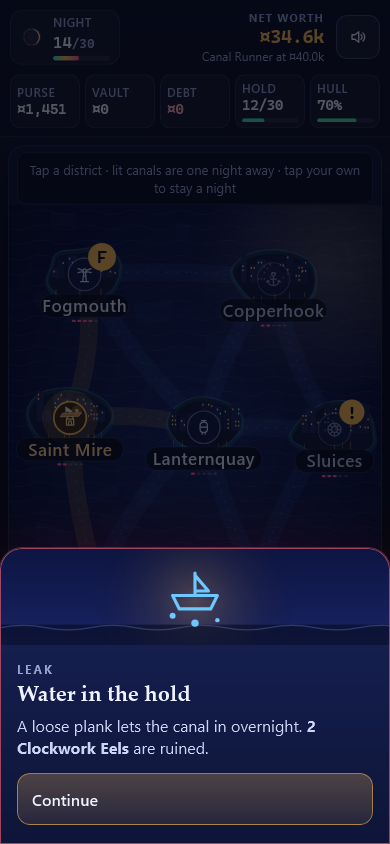 NIGHT
14/30
NET WORTH
¤34.6k
Canal Runner at ¤40.0k
PURSE
¤1,451
VAULT
¤0
DEBT
¤0
HOLD
12/30
HULL
70%
Tap a district · lit canals are one night away · tap your own
to stay a night
F
Fogmouth
Copperhook
Saint Mire
Lanternquay
!
Sluices
LEAK
Water in the hold
A loose plank lets the canal in overnight. 2
Clockwork Eels are ruined.
Continue